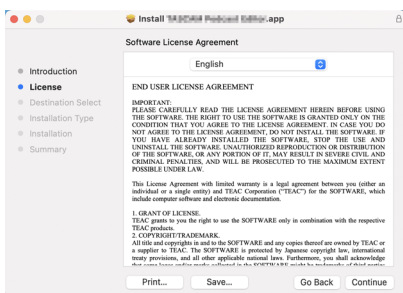 Install TASCAM Podcast Editor.app
Software License Agreement
Introduction
License
Destination Select
Installation Type
Installation
Summary
English
END USER LICENSE AGREEMENT
IMPORTANT:
PLEASE CAREFULLY READ THE LICENSE AGREEMENT HEREIN BEFORE USING
THE SOFTWARE. THE RIGHT TO USE THE SOFTWARE IS GRANTED ONLY ON THE
CONDITION THAT YOU AGREE TO THE LICENSE AGREEMENT. IN CASE YOU DO
NOT AGREE TO THE LICENSE AGREEMENT, DO NOT INSTALL THE SOFTWARE. IF
YOU HAVE ALREADY INSTALLED THE SOFTWARE, STOP THE USE AND
UNINSTALL THE SOFTWARE. UNAUTHORIZED REPRODUCTION OR DISTRIBUTION
OF THE SOFTWARE, OR ANY PORTION OF IT, MAY RESULT IN SEVERE CIVIL AND
CRIMINAL PENALTIES, AND WILL BE PROSECUTED TO THE MAXIMUM EXTENT
POSSIBLE UNDER LAW.
This License Agreement with limited warranty is a legal agreement between you (either an
individual or a single entity) and TEAC Corporation ("TEAC") for the SOFTWARE, which
include computer software and electronic documentation.
1. GRANT OF LICENSE.
TEAC grants to you the right to use the SOFTWARE only in combination with the respective
TEAC products.
2. COPYRIGHT/TRADEMARK.
All title and copyrights in and to the SOFTWARE and any copies thereof are owned by TEAC or
a supplier to TEAC. The SOFTWARE is protected by Japanese copyright law, international
treaty provisions, and all other applicable national laws. Furthermore, you shall acknowledge
Print...
Save...
Go Back
Continue